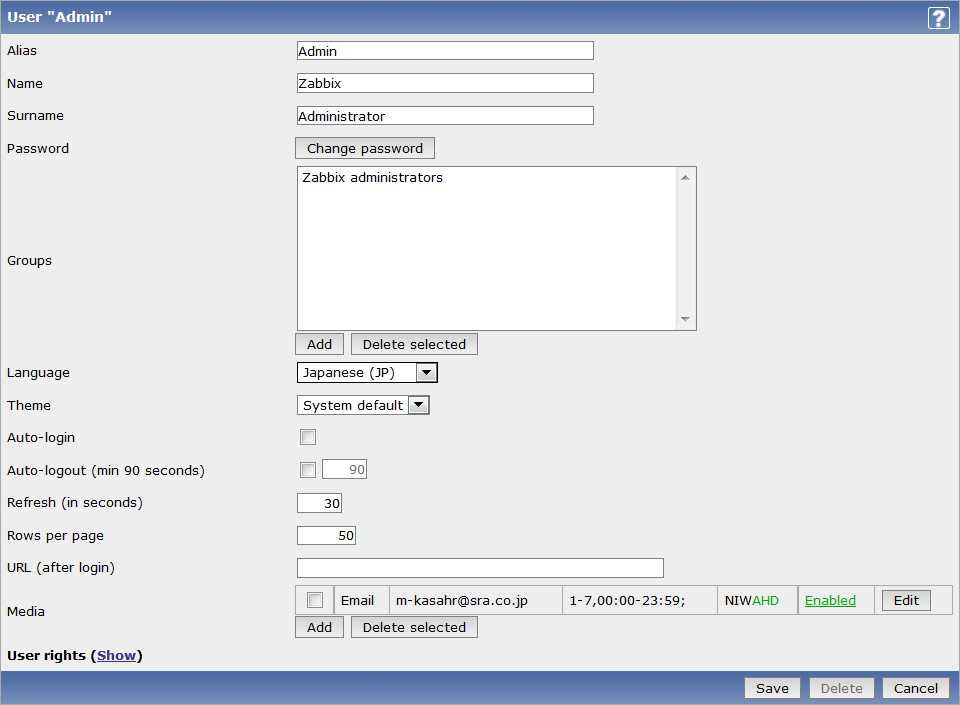 User "Admin"
?
Alias Admin
Name Zabbix
Surname Administrator
Password Change password
Groups Zabbix administrators
Add Delete selected
Language Japanese (JP)
Theme System default
Auto-login
Auto-logout (min 90 seconds) 90
Refresh (in seconds) 30
Rows per page 50
URL (after login)
Media Email m-kasahr@sra.co.jp 1-7,00:00-23:59; NIWAHD Enabled Edit
Add Delete selected
User rights (Show)
Save Delete Cancel